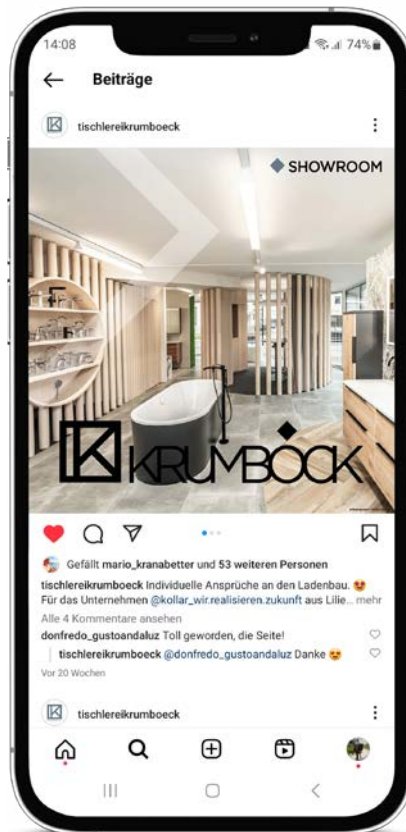 14:08
74%
Beiträge
tischlereikrumboeck
SHOWROOM
KRUMBÖCK
Gefällt mario_kranabetter und 53 weiteren Personen
tischlereikrumboeck Individuelle Ansprüche an den Ladenbau. 😍
Für das Unternehmen @kollar_wir.realisieren.zukunft aus Lilie... mehr
Alle 4 Kommentare ansehen
donfredo_gustoandaluz Toll geworden, die Seite!
tischlereikrumboeck @donfredo_gustoandaluz Danke 😍
Vor 20 Wochen
tischlereikrumboeck